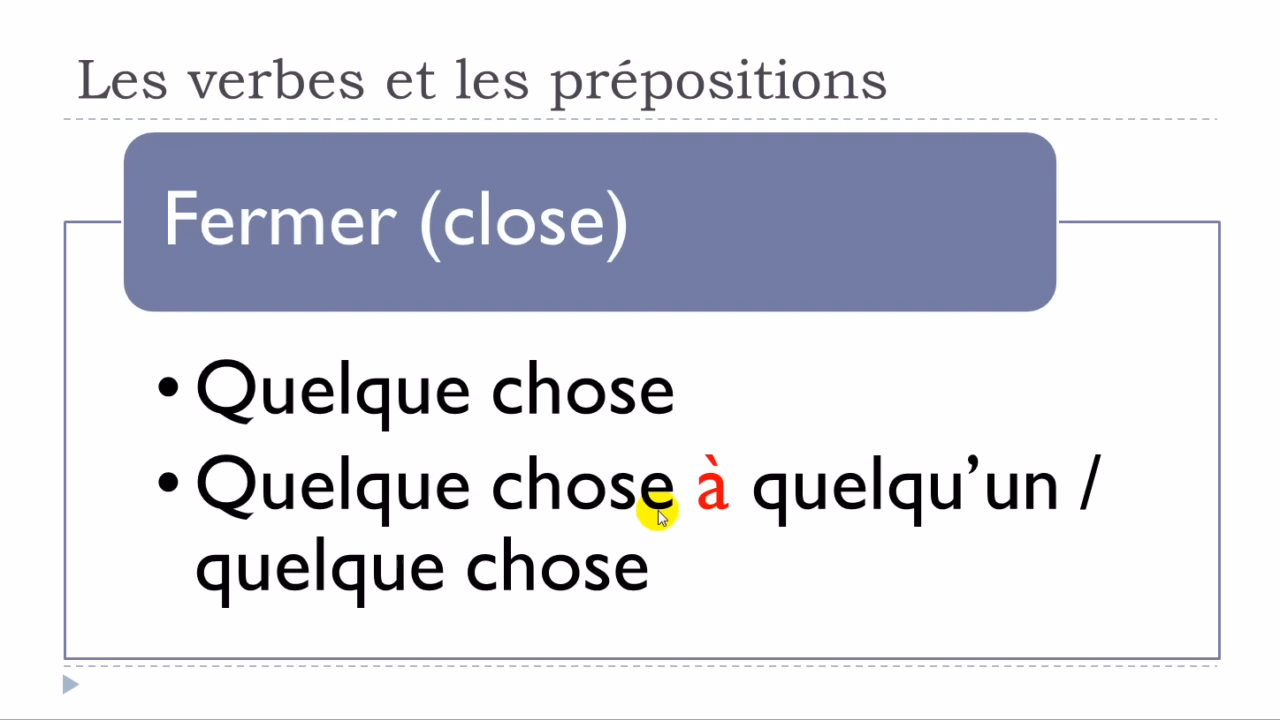 Les verbes et les prépositions
Fermer (close)
• Quelque chose
• Quelque chose à quelqu’un /
quelque chose